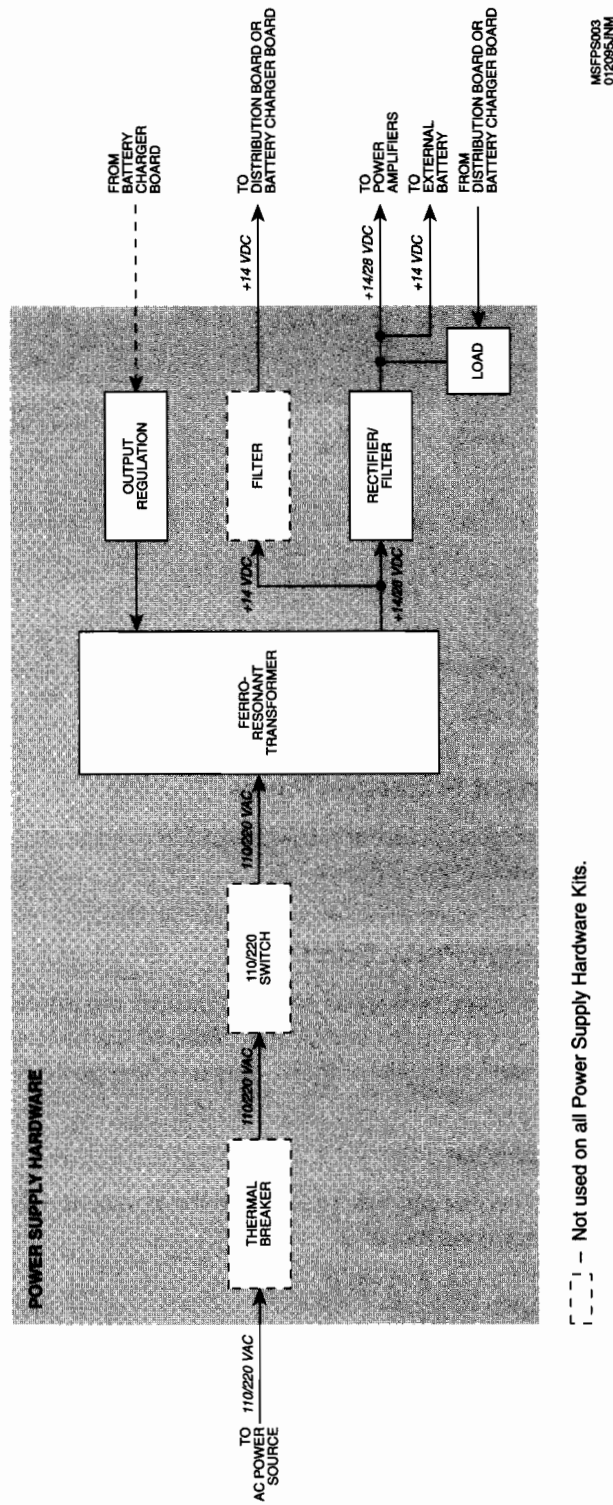 POWER SUPPLY HARDWARE
TO
AC POWER
SOURCE
110/220 VAC
THERMAL
BREAKER
110/220 VAC
110/220
SWITCH
110/220 VAC
FERRO-
RESONANT
TRANSFORMER
OUTPUT
REGULATION
FROM
BATTERY
CHARGER
BOARD
+14 VDC
FILTER
+14 VDC
TO
DISTRIBUTION BOARD OR
BATTERY CHARGER BOARD
+14/28 VDC
RECTIFIER/
FILTER
+14/28 VDC
TO
POWER
AMPLIFIERS
+14 VDC
TO
EXTERNAL
BATTERY
LOAD
FROM
DISTRIBUTION BOARD OR
BATTERY CHARGER BOARD
– Not used on all Power Supply Hardware Kits.
MSFPS003
012095JNM